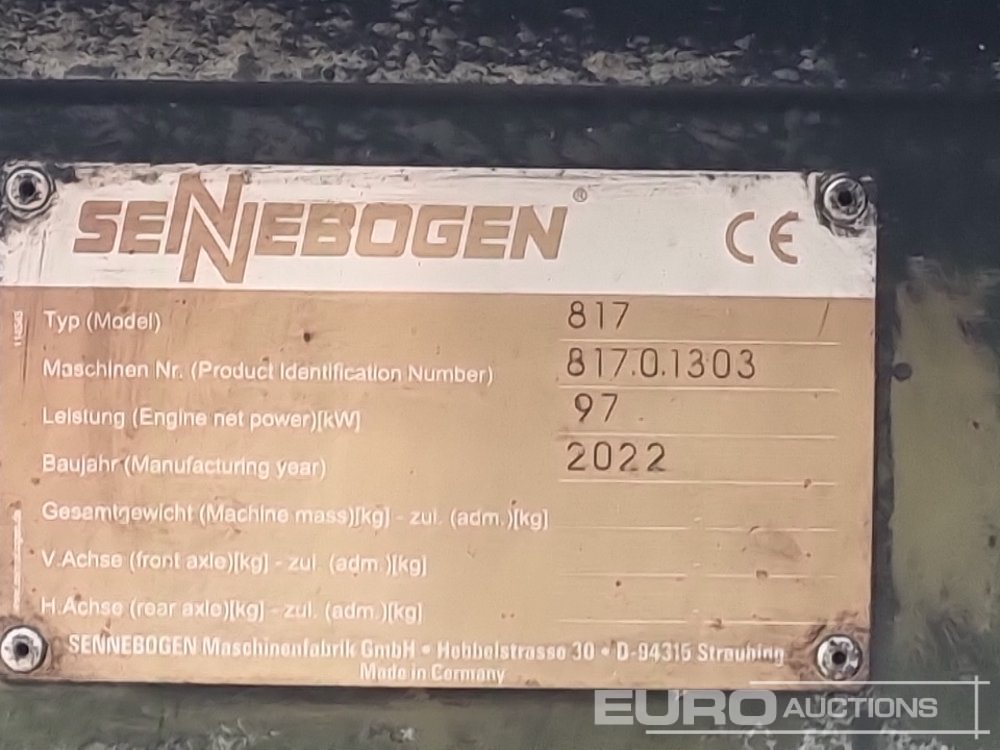 SENNEBOGEN®
CE
Typ (Model) 817 /
Maschinen Nr. (Product Identification Number) 817.0.1303
Leistung (Engine net power)[kW] 97
Baujahr (Manufacturing year) 2022
Gesamtgewicht (Machine mass)[kg] - zul. (adm.)[kg] -
V.Achse (front axle)[kg] - zul. (adm.)[kg] -
H.Achse (rear axle)[kg] - zul. (adm.)[kg] -
SENNEBOGEN Maschinenfabrik GmbH • Hebbelstrasse 30 • D-94315 Straubing
Made in Germany
EURO AUCTIONS